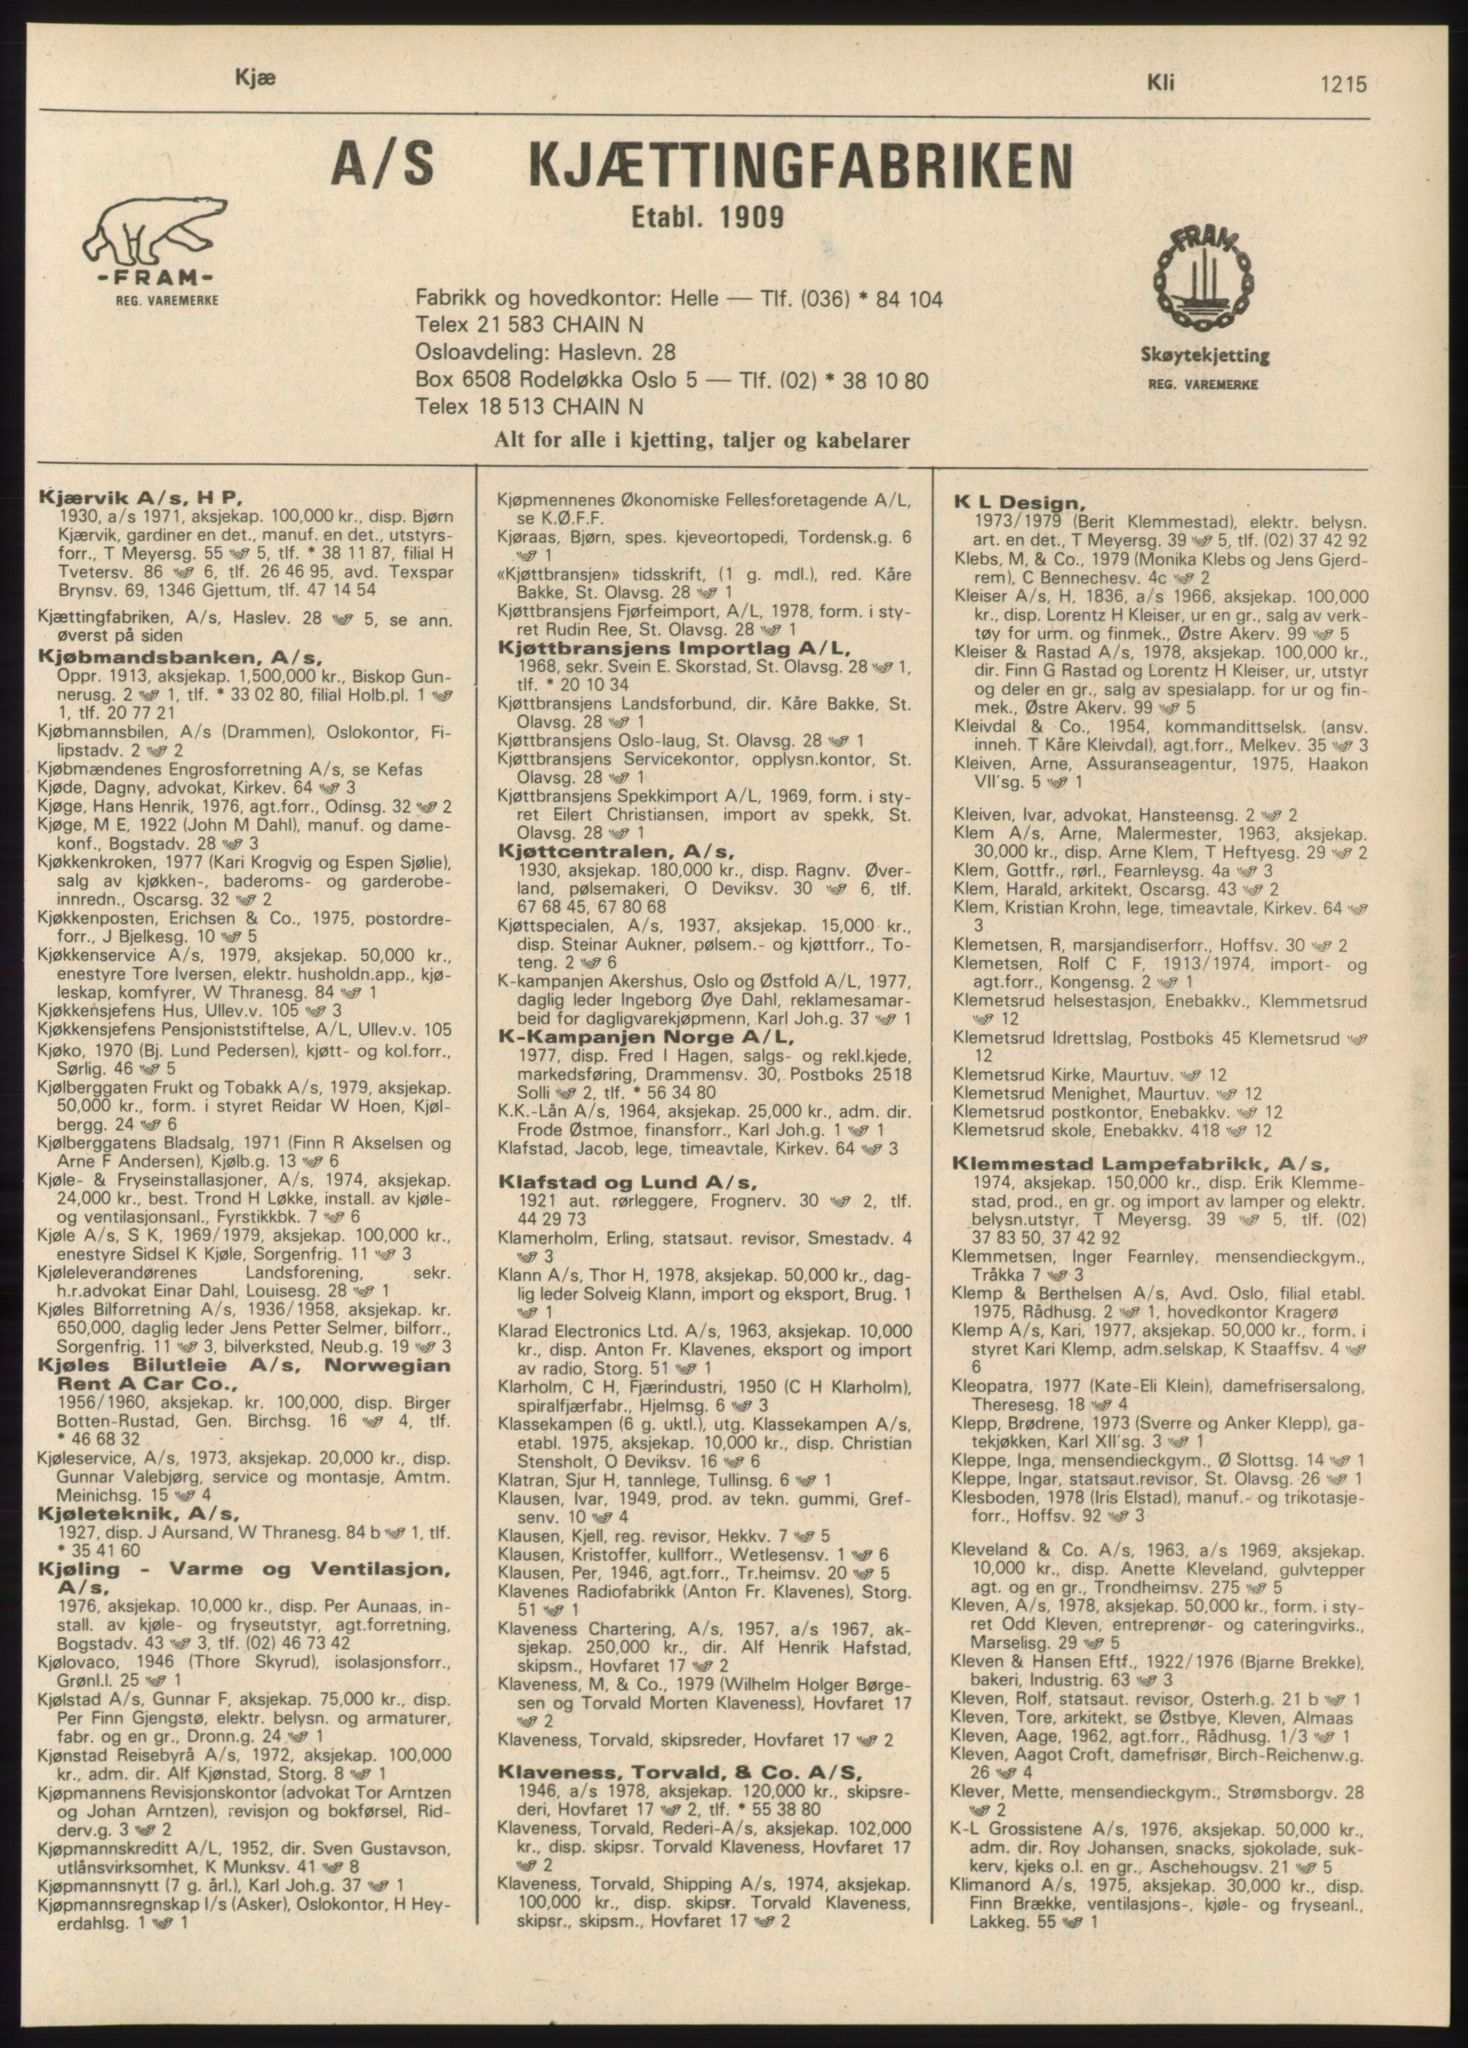 Kjæ
Kli 1215
A/S KJÆTTINGFABRIKEN
Etabl. 1909
-FRAM-
REG. VAREMERKE
Fabrikk og hovedkontor: Helle — Tlf. (036) * 84 104
Telex 21 583 CHAIN N
Osloavdeling: Haslevn. 28
Box 6508 Rodeløkka Oslo 5 — Tlf. (02) * 38 10 80
Telex 18 513 CHAIN N
Alt for alle i kjetting, taljer og kabelarer
FRAM
Skøytekjetting
REG. VAREMERKE
Kjærvik A/s, H P,
1930, a/s 1971, aksjekap. 100,000 kr., disp. Bjørn
Kjærvik, gardiner en det., manuf. en det., utstyrs-
forr., T Meyersg. 55 5, tlf. * 38 11 87, filial H
Tvetersv. 86 6, tlf. 26 46 95, avd. Texspar
Brynsv. 69, 1346 Gjettum, tlf. 47 14 54
Kjættingfabriken, A/s, Haslev. 28 5, se ann.
øverst på siden
Kjøbmandsbanken, A/s,
Oppr. 1913, aksjekap. 1,500,000 kr., Biskop Gun-
nerusg. 2 1, tlf. * 33 02 80, filial Holb.pl. 1
1, tlf. 20 77 21
Kjøbmannsbilen, A/s (Drammen), Oslokontor, Fi-
lipstadv. 2 2
Kjøbmændenes Engrosforretning A/s, se Kefas
Kjøde, Dagny, advokat, Kirkev. 64 3
Kjøge, Hans Henrik, 1976, agt.forr., Odinsg. 32 2
Kjøge, M E, 1922 (John M Dahl), manuf. og dame-
konf., Bogstadv. 28 3
Kjøkkenkroken, 1977 (Kari Krogvig og Espen Sjølie),
salg av kjøkken-, baderoms- og garderobe-
innredn., Oscarsg. 32 2
Kjøkkenposten, Erichsen & Co., 1975, postordre-
forr., J Bjelkesg. 10 5
Kjøkkenservice A/s, 1979, aksjekap. 50,000 kr.,
enestyre Tore Iversen, elektr. husholdn.app., kjø-
leskap, komfyrer, W Thranesg. 84 1
Kjøkkensjefens Hus, Ullev.v. 105 3
Kjøkkensjefens Pensjoniststiftelse, A/L, Ullev.v. 105
Kjøko, 1970 (Bj. Lund Pedersen), kjøtt- og kol.forr.,
Sørlig. 46 5
Kjølberggaten Frukt og Tobakk A/s, 1979, aksjekap.
50,000 kr., form. i styret Reidar W Hoen, Kjøl-
bergg. 24 6
Kjølberggatens Bladsalg, 1971 (Finn R Akselsen og
Arne F Andersen), Kjølb.g. 13 6
Kjøle- & Fryseinstallasjoner, A/s, 1974, aksjekap.
24,000 kr., best. Trond H Løkke, install. av kjøle-
og ventilasjonsanl., Fyrstikkbk. 7 6
Kjøle A/s, S K, 1969/1979, aksjekap. 100,000 kr.,
enestyre Sidsel K Kjøle, Sorgenfrig. 11 3
Kjøleleverandørenes Landsforening, sekr.
h.r.advokat Einar Dahl, Louisesg. 28 1
Kjøles Bilforretning A/s, 1936/1958, aksjekap. kr.
650,000, daglig leder Jens Petter Selmer, bilforr.,
Sorgenfrig. 11 3, bilverksted, Neub.g. 19 3
Kjøles Bilutleie A/s, Norwegian
Rent A Car Co.,
1956/1960, aksjekap. kr. 100,000, disp. Birger
Botten-Rustad, Gen. Birchsg. 16 4, tlf.
* 46 68 32
Kjøleservice, A/s, 1973, aksjekap. 20,000 kr., disp.
Gunnar Valebjørg, service og montasje, Amtm.
Meinichsg. 15 4
Kjøleteknik, A/s,
1927, disp. J Aursand, W Thranesg. 84 b 1, tlf.
* 35 41 60
Kjøling - Varme og Ventilasjon,
A/s,
1976, aksjekap. 10,000 kr., disp. Per Aunaas, in-
stall. av kjøle- og fryseutstyr, agt.forretning,
Bogstadv. 43 3, tlf. (02) 46 73 42
Kjølovaco, 1946 (Thore Skyrud), isolasjonsforr.,
Grønl.l. 25 1
Kjølstad A/s, Gunnar F, aksjekap. 75,000 kr., disp.
Per Finn Gjengstø, elektr. belysn. og armaturer,
fabr. og en gr., Dronn.g. 24 1
Kjønstad Reisebyrå A/s, 1972, aksjekap. 100,000
kr., adm. dir. Alf Kjønstad, Storg. 8 1
Kjøpmannens Revisjonskontor (advokat Tor Arntzen
og Johan Arntzen), revisjon og bokførsel, Rid-
derv.g. 3 2
Kjøpmannskreditt A/L, 1952, dir. Sven Gustavson,
utlånsvirksomhet, K Munksv. 41 8
Kjøpmannsnytt (7 g. årl.), Karl Joh.g. 37 1
Kjøpmannsregnskap I/s (Asker), Oslokontor, H Hey-
erdahlsg. 1 1
Kjøpmennenes Økonomiske Fellesforetagende A/L,
se K.Ø.F.F.
Kjøraas, Bjørn, spes. kjeveortopedi, Tordensk.g. 6
1
«Kjøttbransjen» tidsskrift, (1 g. mdl.), red. Kåre
Bakke, St. Olavsg. 28 1
Kjøttbransjens Fjørfeimport, A/L, 1978, form. i sty-
ret Rudin Ree, St. Olavsg. 28 1
Kjøttbransjens Importlag A/L,
1968, sekr. Svein E. Skorstad, St. Olavsg. 28 1,
tlf. * 20 10 34
Kjøttbransjens Landsforbund, dir. Kåre Bakke, St.
Olavsg. 28 1
Kjøttbransjens Oslo-laug, St. Olavsg. 28 1
Kjøttbransjens Servicekontor, opplysn.kontor, St.
Olavsg. 28 1
Kjøttbransjens Spekkimport A/L, 1969, form. i sty-
ret Eilert Christiansen, import av spekk, St.
Olavsg. 28 1
Kjøttcentralen, A/s,
1930, aksjekap. 180,000 kr., disp. Ragnv. Øver-
land, pølsemakeri, O Deviksv. 30 6, tlf.
67 68 45, 67 80 68
Kjøttspecialen, A/s, 1937, aksjekap. 15,000 kr.,
disp. Steinar Aukner, pølsem.- og kjøttforr., To-
teng. 2 6
K-kampanjen Akershus, Oslo og Østfold A/L, 1977,
daglig leder Ingeborg Øye Dahl, reklamesamar-
beid for dagligvarekjøpmenn, Karl Joh.g. 37 1
K-Kampanjen Norge A/L,
1977, disp. Fred I Hagen, salgs- og rekl.kjede,
markedsføring, Drammensv. 30, Postboks 2518
Solli 2, tlf. * 56 34 80
K.K.-Lån A/s, 1964, aksjekap. 25,000 kr., adm. dir.
Frode Østmoe, finansforr., Karl Joh.g. 1 1
Klafstad, Jacob, lege, timeavtale, Kirkev. 64 3
Klafstad og Lund A/s,
1921 aut. rørleggere, Frognerv. 30 2, tlf.
44 29 73
Klamerholm, Erling, statsaut. revisor, Smestadv. 4
3
Klann A/s, Thor H, 1978, aksjekap. 50,000 kr., dag-
lig leder Solveig Klann, import og eksport, Brug. 1
1
Klarad Electronics Ltd. A/s, 1963, aksjekap. 10,000
kr., disp. Anton Fr. Klavenes, eksport og import
av radio, Storg. 51 1
Klarholm, C H, Fjærindustri, 1950 (C H Klarholm),
spiralfjærfabr., Hjelmsg. 6 3
Klassekampen (6 g. uktl.), utg. Klassekampen A/s,
etabl. 1975, aksjekap. 10,000 kr., disp. Christian
Stensholt, O Deviksv. 16 6
Klatran, Sjur H, tannlege, Tullinsg. 6 1
Klausen, Ivar, 1949, prod. av tekn. gummi, Gref-
senv. 10 4
Klausen, Kjell, reg. revisor, Hekkv. 7 5
Klausen, Kristoffer, kullforr., Wetlesensv. 1 6
Klausen, Per, 1946, agt.forr., Tr.heimsv. 20 5
Klavenes Radiofabrikk (Anton Fr. Klavenes), Storg.
51 1
Klaveness Chartering, A/s, 1957, a/s 1967, ak-
sjekap. 250,000 kr., dir. Alf Henrik Hafstad,
skipsm., Hovfaret 17 2
Klaveness, M, & Co., 1979 (Wilhelm Holger Børge-
sen og Torvald Morten Klaveness), Hovfaret 17
2
Klaveness, Torvald, skipsreder, Hovfaret 17 2
Klaveness, Torvald, & Co. A/S,
1946, a/s 1978, aksjekap. 120,000 kr., skipsre-
deri, Hovfaret 17 2, tlf. * 55 38 80
Klaveness, Torvald, Rederi-A/s, aksjekap. 102,000
kr., disp. skipsr. Torvald Klaveness, Hovfaret 17
2
Klaveness, Torvald, Shipping A/s, 1974, aksjekap.
100,000 kr., disp. skipsr. Torvald Klaveness,
skipsr., skipsm., Hovfaret 17 2
K L Design,
1973/1979 (Berit Klemmestad), elektr. belysn.
art. en det., T Meyersg. 39 5, tlf. (02) 37 42 92
Klebs, M, & Co., 1979 (Monika Klebs og Jens Gjerd-
rem), C Bennechesv. 4c 2
Kleiser A/s, H, 1836, a/s 1966, aksjekap. 100,000
kr., disp. Lorentz H Kleiser, ur en gr., salg av verk-
tøy for urm. og finmek., Østre Akerv. 99 5
Kleiser & Rastad A/s, 1978, aksjekap. 100,000 kr.,
dir. Finn G Rastad og Lorentz H Kleiser, ur, utstyr
og deler en gr., salg av spesialapp. for ur og fin-
mek., Østre Akerv. 99 5
Kleivdal & Co., 1954, kommandittselsk. (ansv.
inneh. T Kåre Kleivdal), agt.forr., Melkev. 35 3
Kleiven, Arne, Assuranseagentur, 1975, Haakon
VII'sg. 5 1
Kleiven, Ivar, advokat, Hansteensg. 2 2
Klem A/s, Arne, Malermester, 1963, aksjekap.
30,000 kr., disp. Arne Klem, T Heftyesg. 29 2
Klem, Gottfr., rørl., Fearnleysg. 4a 3
Klem, Harald, arkitekt, Oscarsg. 43 2
Klem, Kristian Krohn, lege, timeavtale, Kirkev. 64
3
Klemetsen, R, marsjandiserforr., Hoffsv. 30 2
Klemetsen, Rolf C F, 1913/1974, import- og
agt.forr., Kongensg. 2 1
Klemetsrud helsestasjon, Enebakkv., Klemmetsrud
12
Klemetsrud Idrettslag, Postboks 45 Klemetsrud
12
Klemetsrud Kirke, Maurtuv. 12
Klemetsrud Menighet, Maurtuv. 12
Klemetsrud postkontor, Enebakkv. 12
Klemetsrud skole, Enebakkv. 418 12
Klemmestad Lampefabrikk, A/s,
1974, aksjekap. 150,000 kr., disp. Erik Klemme-
stad, prod., en gr. og import av lamper og elektr.
belysn.utstyr, T Meyersg. 39 5, tlf. (02)
37 83 50, 37 42 92
Klemmetsen, Inger Fearnley, mensendieckgym.,
Tråkka 7 3
Klemp & Berthelsen A/s, Avd. Oslo, filial etabl.
1975, Rådhusg. 2 1, hovedkontor Kragerø
Klemp A/s, Kari, 1977, aksjekap. 50,000 kr., form. i
styret Kari Klemp, adm.selskap, K Staaffsv. 4
6
Kleopatra, 1977 (Kate-Eli Klein), damefrisersalong,
Theresesg. 18 4
Klepp, Brødrene, 1973 (Sverre og Anker Klepp), ga-
tekjøkken, Karl XII'sg. 3 1
Kleppe, Inga, mensendieckgym., Ø Slottsg. 14 1
Kleppe, Ingar, statsaut.revisor, St. Olavsg. 26 1
Klesboden, 1978 (Iris Elstad), manuf.- og trikotasje-
forr., Hoffsv. 92 3
Kleveland & Co. A/s, 1963, a/s 1969, aksjekap.
10,000 kr., disp. Anette Kleveland, gulvtepper
agt. og en gr., Trondheimsv. 275 5
Kleven, A/s, 1978, aksjekap. 50,000 kr., form. i sty-
ret Odd Kleven, entreprenør- og cateringvirks.,
Marselisg. 29 5
Kleven & Hansen Eftf., 1922/1976 (Bjarne Brekke),
bakeri, Industrig. 63 3
Kleven, Rolf, statsaut. revisor, Osterh.g. 21 b 1
Kleven, Tore, arkitekt, se Østbye, Kleven, Almaas
Kleven, Aage, 1962, agt.forr., Rådhusg. 1/3 1
Kleven, Aagot Croft, damefrisør, Birch-Reichenw.g.
26 4
Klever, Mette, mensendieckgym., Strømsborgv. 28
2
K-L Grossistene A/s, 1976, aksjekap. 50,000 kr.,
adm. dir. Roy Johansen, snacks, sjokolade, suk-
kerv, kjeks o.l. en gr., Aschehougsv. 21 5
Klimanord A/s, 1975, aksjekap. 30,000 kr., disp.
Finn Brække, ventilasjons-, kjøle- og fryseanl.,
Lakkeg. 55 1